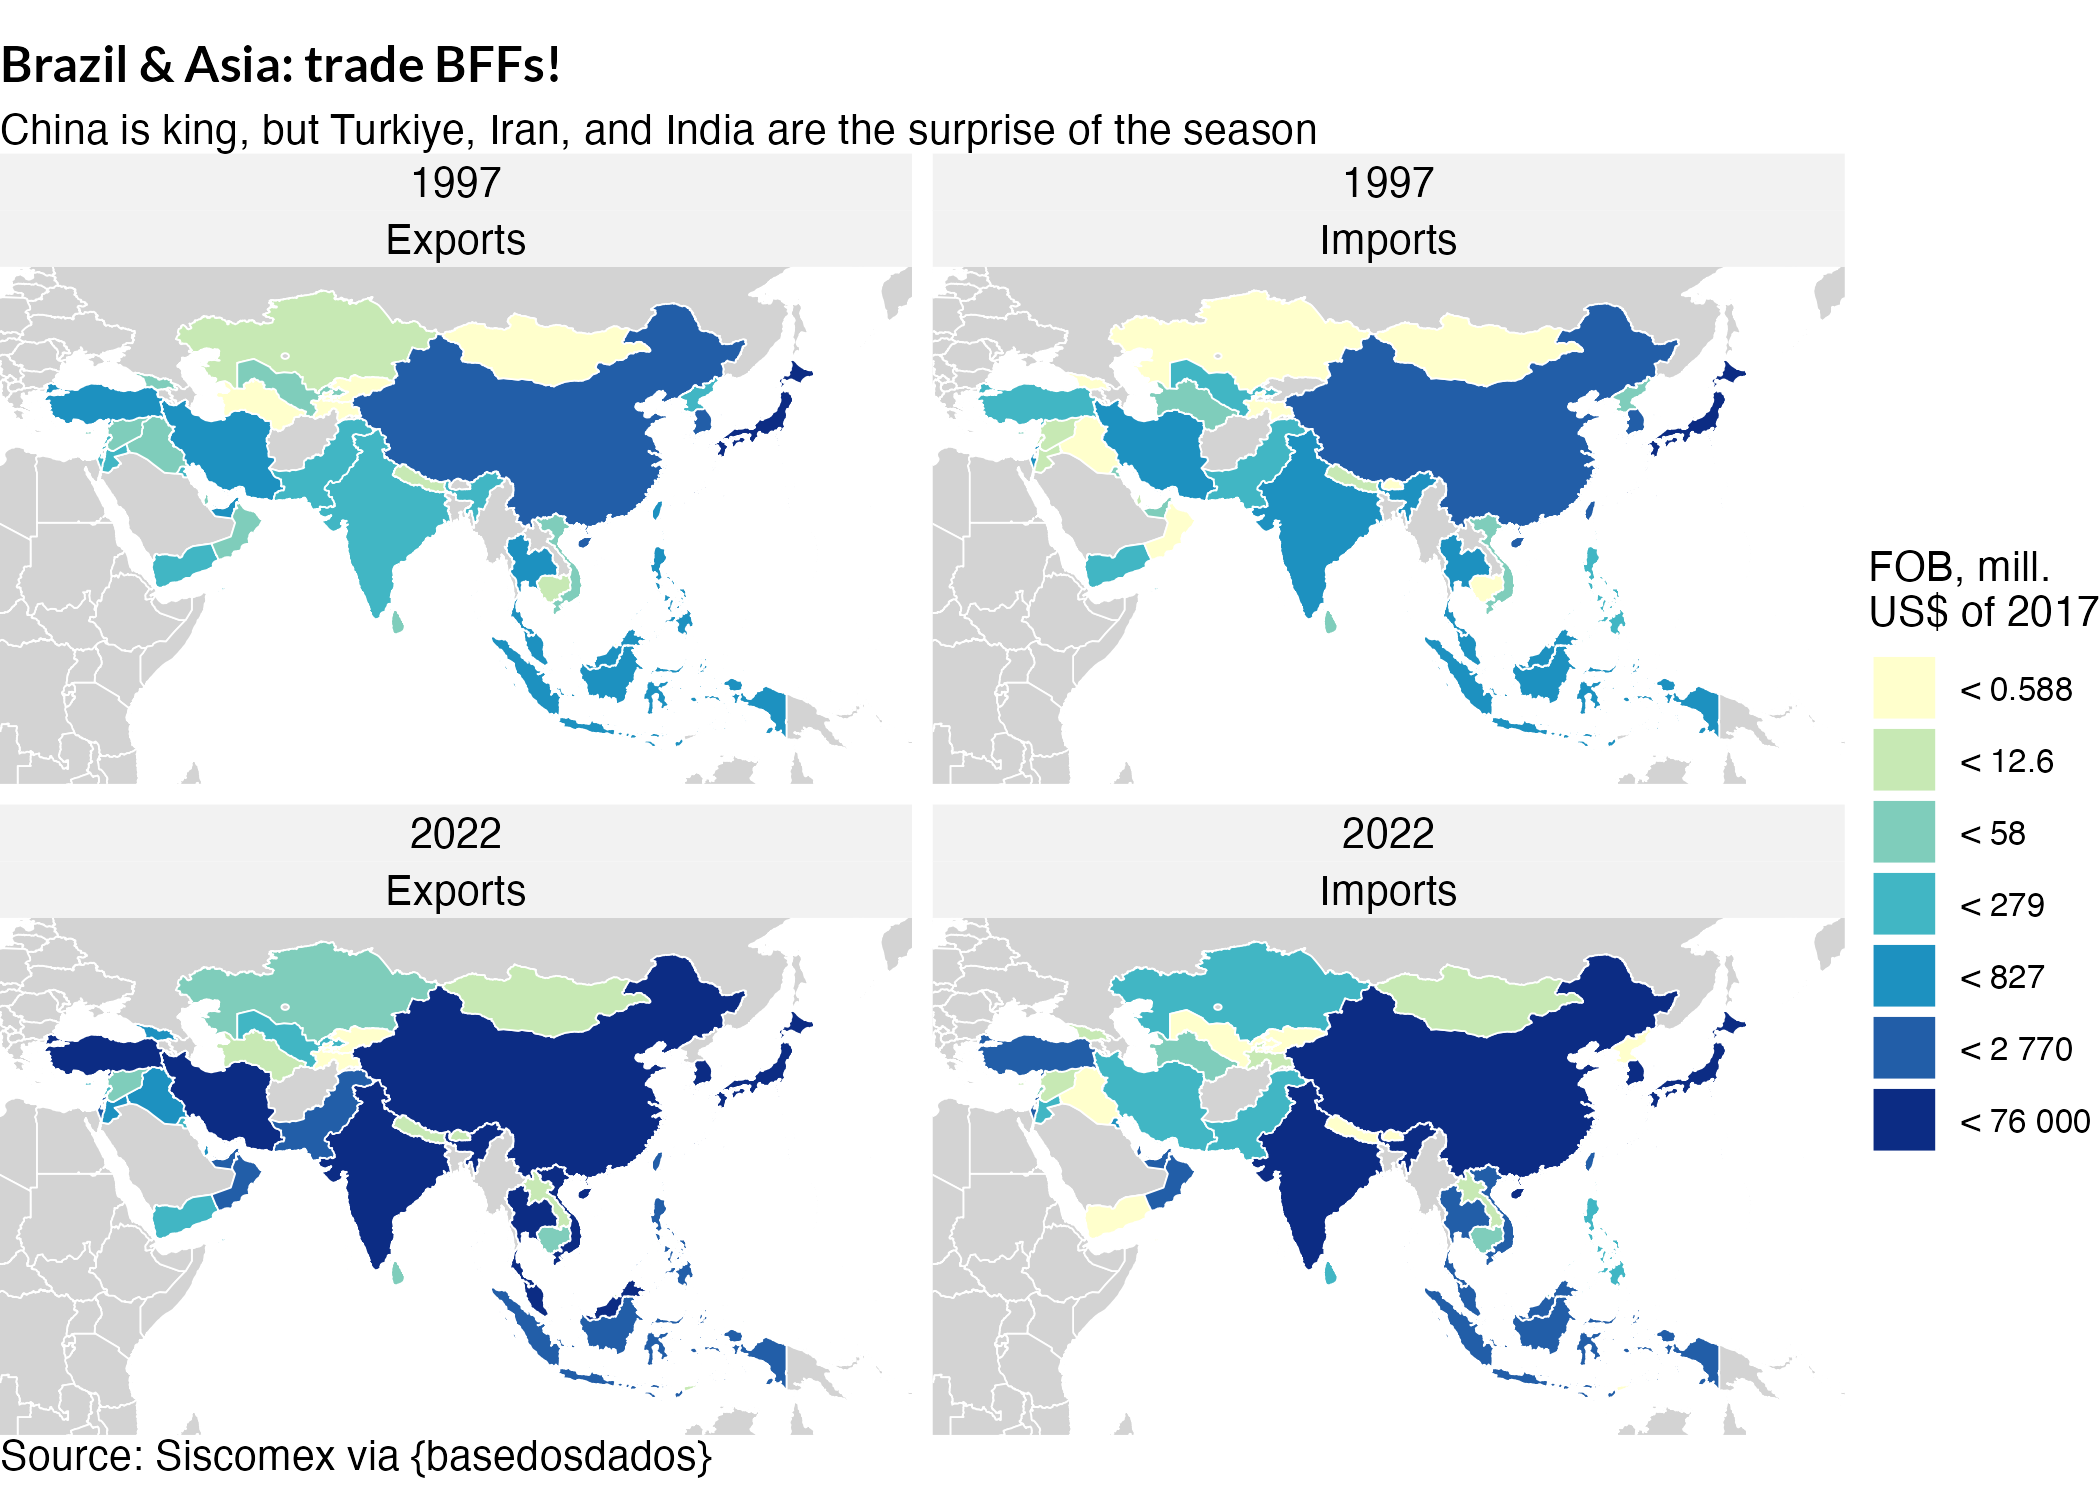 Brazil & Asia: trade BFFs!
China is king, but Turkiye, Iran, and India are the surprise of the season
1997
Exports
1997
Imports
2022
Exports
2022
Imports
FOB, mill.
US$ of 2017
< 0.588
< 12.6
< 58
< 279
< 827
< 2 770
< 76 000
Source: Siscomex via {basedosdados}